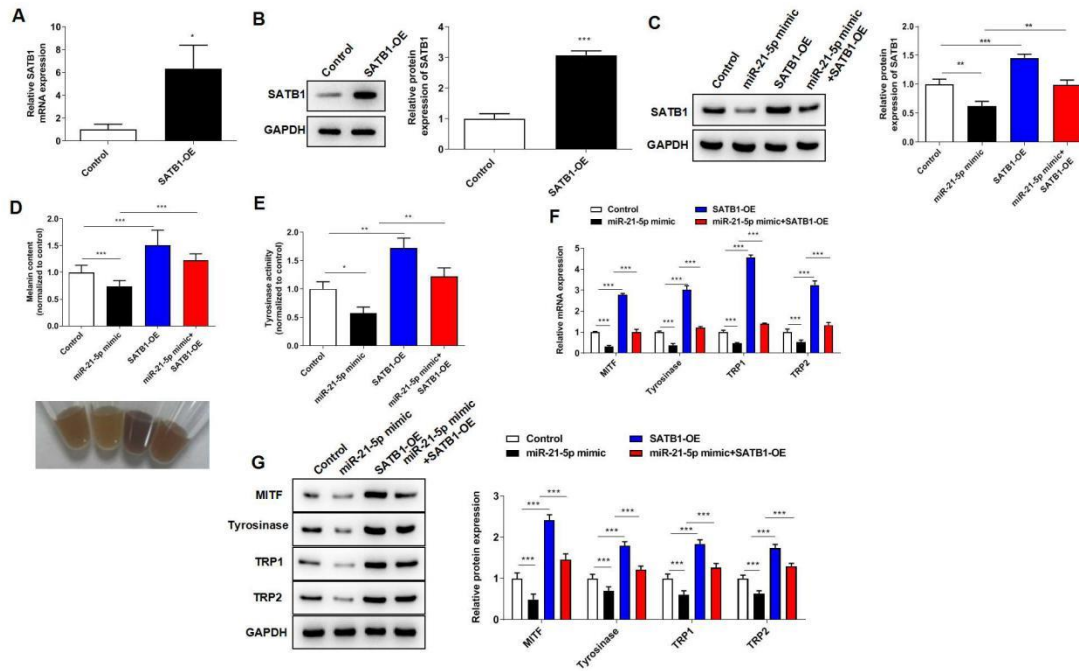 A
Relative SATB1
mRNA expression
10
8
6
4
2
0
*
Control
SATB1-OE
B
Control
SATB1-OE
SATB1
GAPDH
Relative protein
expression of SATB1
4
3
2
1
0
***
Control
SATB1-OE
C
Control
miR-21-5p mimic
SATB1-OE
miR-21-5p mimic
+SATB1-OE
SATB1
GAPDH
Relative protein
expression of SATB1
2.0
1.5
1.0
0.5
0.0
**
***
**
Control
miR-21-5p mimic
SATB1-OE
miR-21-5p mimic+
SATB1-OE
D
Melanin content
(normalized to control)
2.0
1.5
1.0
0.5
0.0
***
***
***
Control
miR-21-5p mimic
SATB1-OE
miR-21-5p mimic+
SATB1-OE
E
(normalized to control)
2.0
1.5
1.0
0.5
0.0
**
**
*
Control
miR-21-5p mimic
SATB1-OE
miR-21-5p mimic+
SATB1-OE
F
Control
SATB1-OE
miR-21-5p mimic
miR-21-5p mimic+SATB1-OE
Relative mRNA expression
6
4
3
2
1
0
*** *** ***
*** *** ***
*** *** ***
*** *** ***
MITF
Tyrosinase
TRP1
TRP2
G
Control
miR-21-5p mimic
SATB1-OE
miR-21-5p mimic
+SATB1-OE
MITF
Tyrosinase
TRP1
TRP2
GAPDH
Control
SATB1-OE
miR-21-5p mimic
miR-21-5p mimic+SATB1-OE
Relative protein expression
3
2
1
0
*** *** ***
*** *** ***
*** *** ***
*** *** ***
MITF
Tyrosinase
TRP1
TRP2